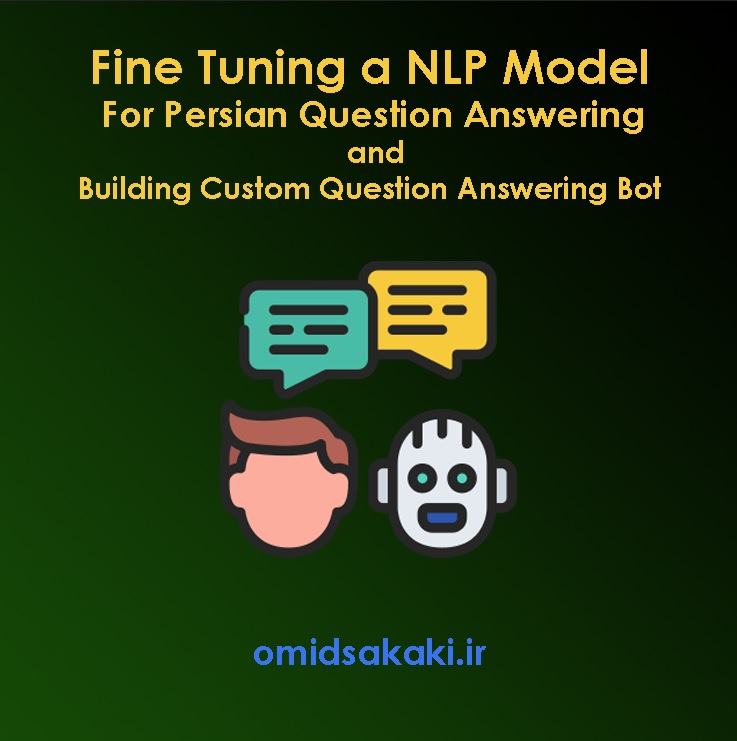 Fine Tuning a NLP Model
For Persian Question Answering
and
Building Custom Question Answering Bot
omidsakaki.ir